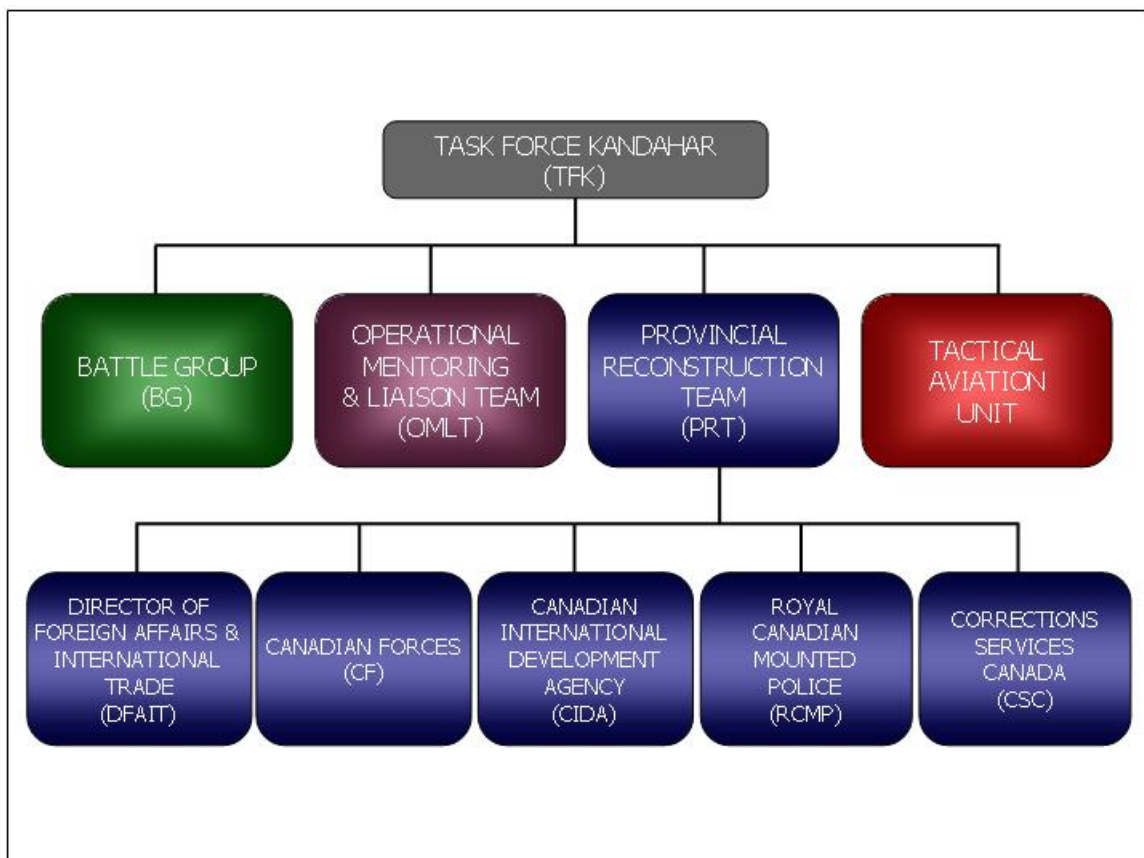 TASK FORCE KANDAHAR
(TFK)
BATTLE GROUP
(BG)
OPERATIONAL
MENTORING
& LIAISON TEAM
(OMLT)
PROVINCIAL
RECONSTRUCTION
TEAM
(PRT)
TACTICAL
AVIATION
UNIT
DIRECTOR OF
FOREIGN AFFAIRS &
INTERNATIONAL
TRADE
(DFAIT)
CANADIAN FORCES
(CF)
CANADIAN
INTERNATIONAL
DEVELOPMENT
AGENCY
(CIDA)
ROYAL
CANADIAN
MOUNTED
POLICE
(RCMP)
CORRECTIONS
SERVICES
CANADA
(CSC)